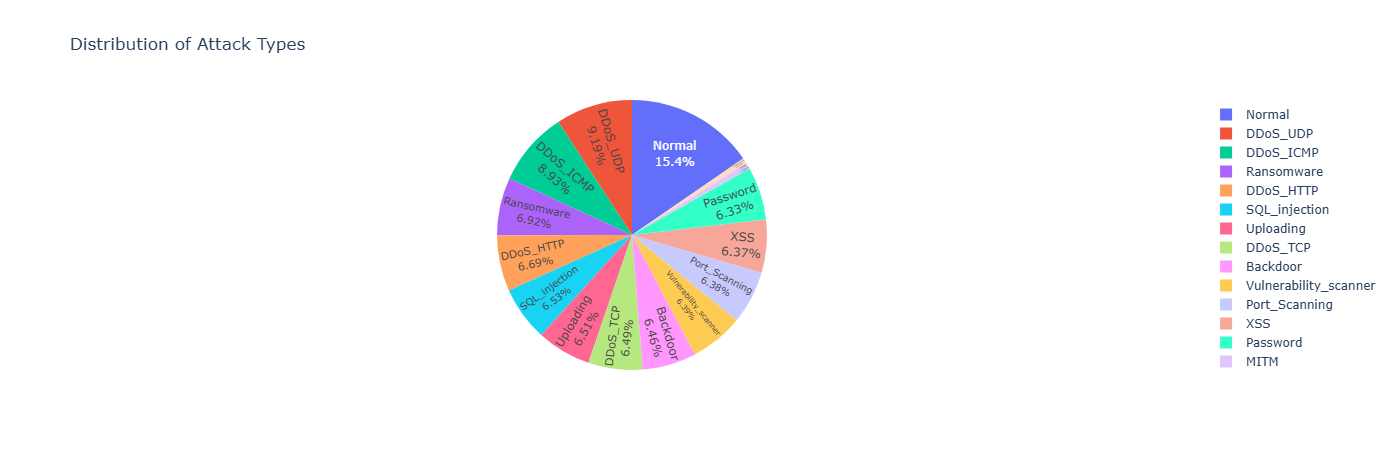 Distribution of Attack Types
Normal
15.4%
DDoS_UDP
9.19%
DDoS_ICMP
8.93%
Ransomware
6.92%
DDoS_HTTP
6.69%
SQL_injection
6.53%
Uploading
6.51%
DDoS_TCP
6.49%
Backdoor
6.46%
Vulnerability_scanner
6.39%
Port_Scanning
6.38%
XSS
6.37%
Password
6.33%
Normal
DDoS_UDP
DDoS_ICMP
Ransomware
DDoS_HTTP
SQL_injection
Uploading
DDoS_TCP
Backdoor
Vulnerability_scanner
Port_Scanning
XSS
Password
MITM